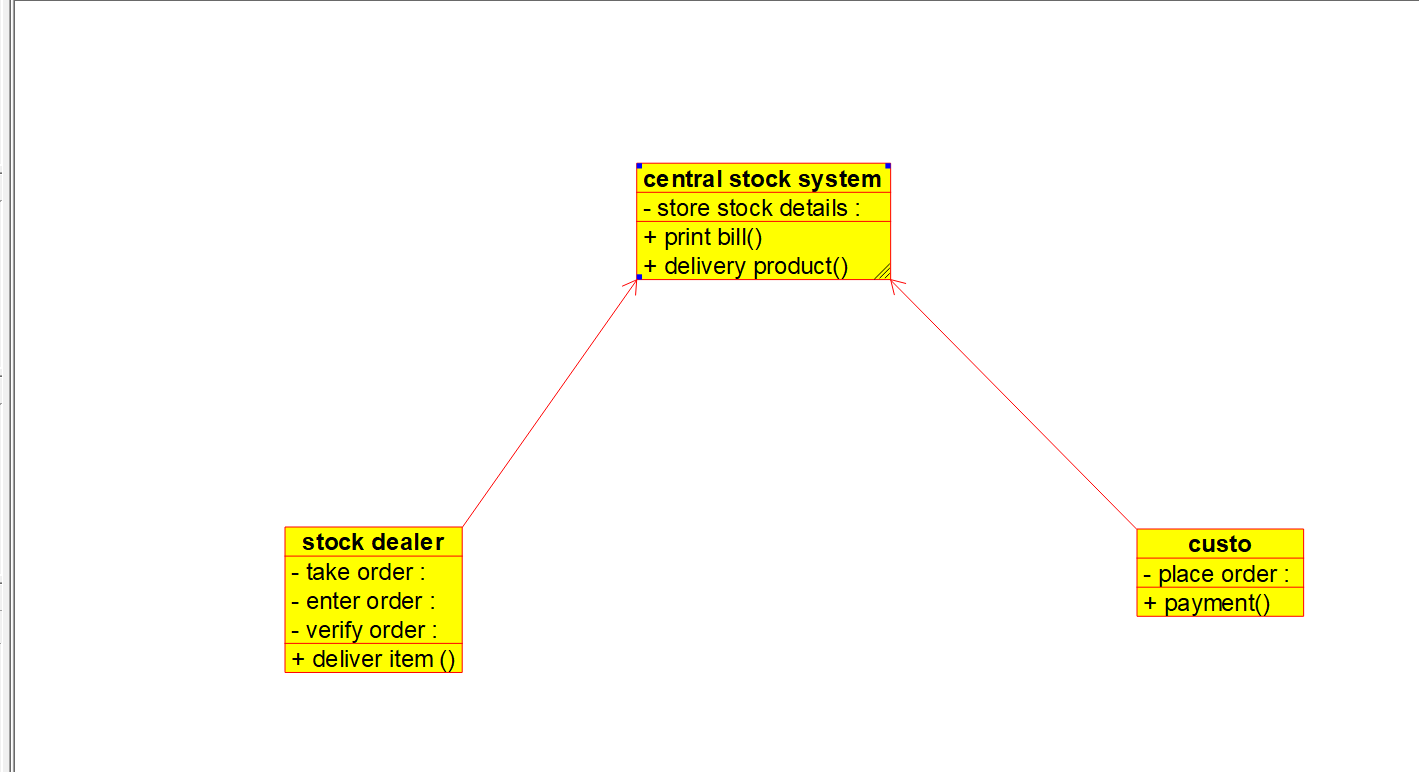 central stock system
- store stock details :
+ print bill()
+ delivery product()
stock dealer
- take order :
- enter order :
- verify order :
+ deliver item ()
custo
- place order :
+ payment()